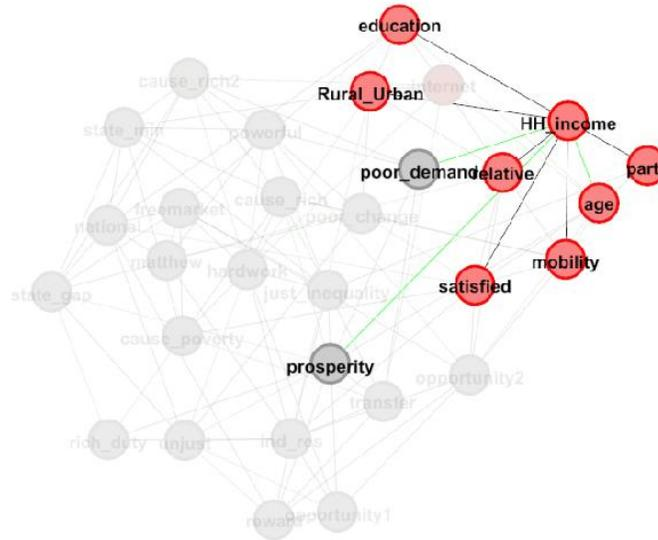 education
cause_rich2
internet
Rural_Urban
state_min
powerful
HH_income
poor_demand
relative
part
cause_rich
age
freemarket
poor_change
national
matthew
hardwork
mobility
state_gap
just_inequality
satisfied
cause_poverty
prosperity
opportunity2
transfer
rich_duty
unjust
ind_res
reward
opportunity1